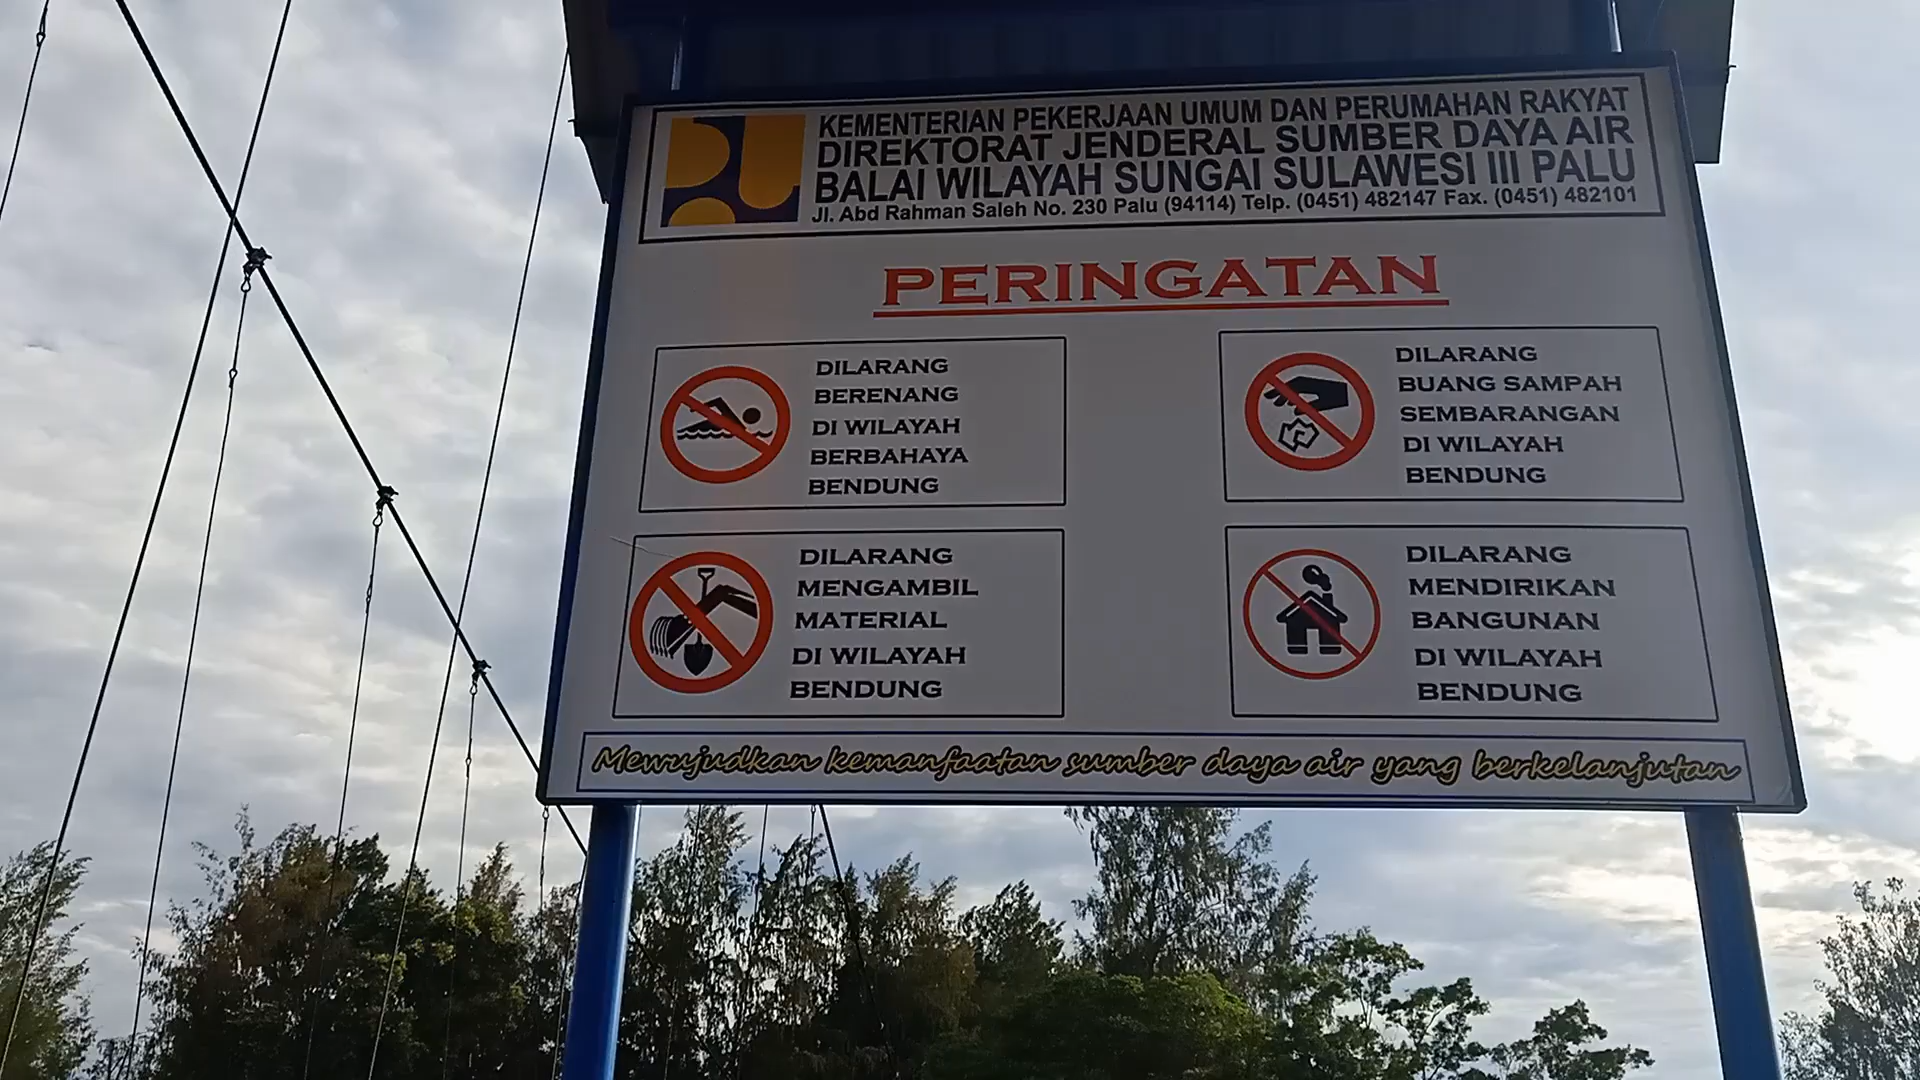 KEMENTERIAN PEKERJAAN UMUM DAN PERUMAHAN RAKYAT
DIREKTORAT JENDERAL SUMBER DAYA AIR
BALAI WILAYAH SUNGAI SULAWESI III PALU
Jl. Abd Rahman Saleh No. 230 Palu (94114) Telp. (0451) 482147 Fax. (0451) 482101
PERINGATAN
DILARANG
BERENANG
DI WILAYAH
BERBAHAYA
BENDUNG
DILARANG
BUANG SAMPAH
SEMBARANGAN
DI WILAYAH
BENDUNG
DILARANG
MENGAMBIL
MATERIAL
DI WILAYAH
BENDUNG
DILARANG
MENDIRIKAN
BANGUNAN
DI WILAYAH
BENDUNG
Mewujudkan kemanfaatan sumber daya air yang berkelanjutan